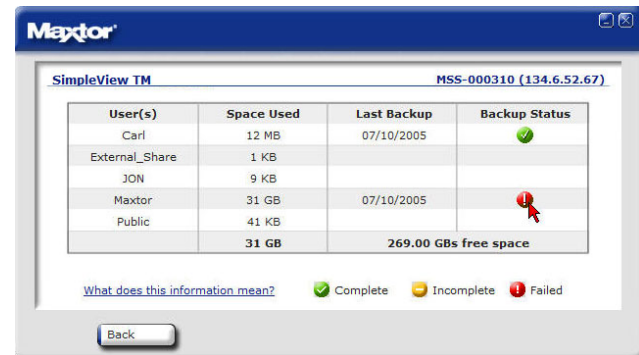 Maxtor
SimpleView TM MSS-000310 (134.6.52.67)
User(s) Space Used Last Backup Backup Status
Carl 12 MB 07/10/2005
External_Share 1 KB
JON 9 KB
Maxtor 31 GB 07/10/2005
Public 41 KB
31 GB 269.00 GBs free space
What does this information mean? Complete Incomplete Failed
Back